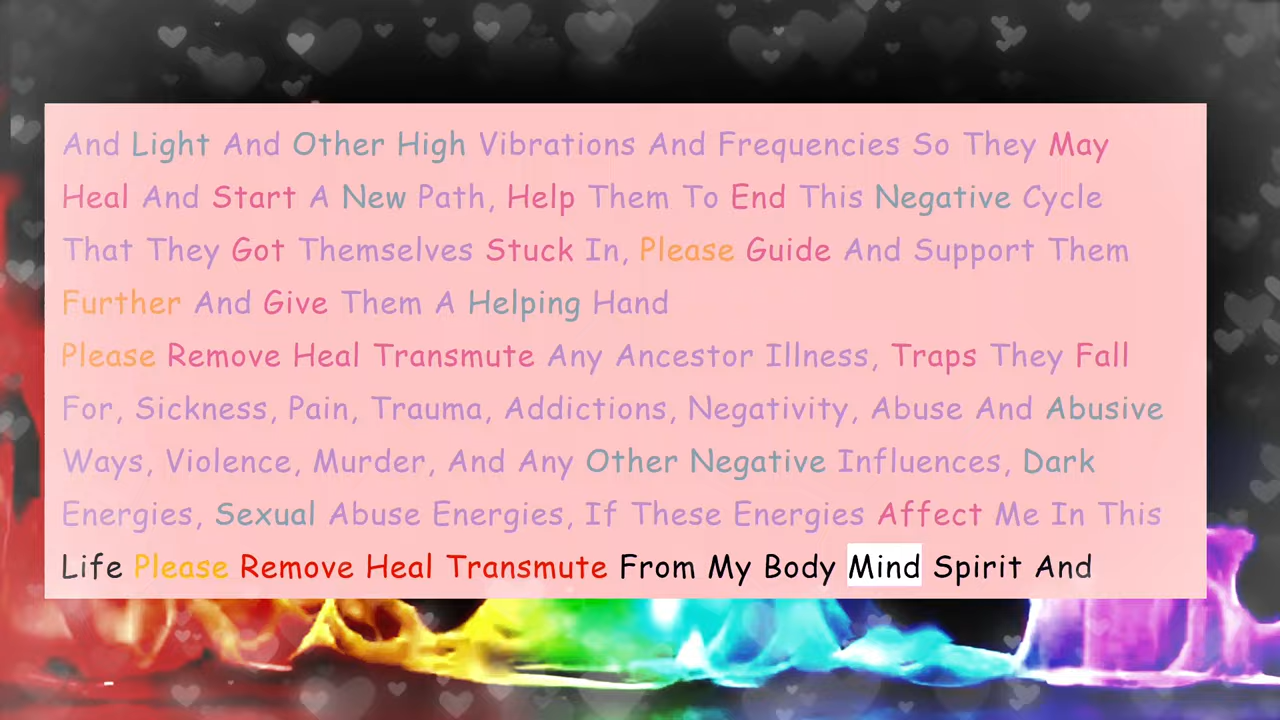 And Light And Other High Vibrations And Frequencies So They May
Heal And Start A New Path, Help Them To End This Negative Cycle
That They Got Themselves Stuck In, Please Guide And Support Them
Further And Give Them A Helping Hand
Please Remove Heal Transmute Any Ancestor Illness, Traps They Fall
For, Sickness, Pain, Trauma, Addictions, Negativity, Abuse And Abusive
Ways, Violence, Murder, And Any Other Negative Influences, Dark
Energies, Sexual Abuse Energies, If These Energies Affect Me In This
Life Please Remove Heal Transmute From My Body Mind Spirit And